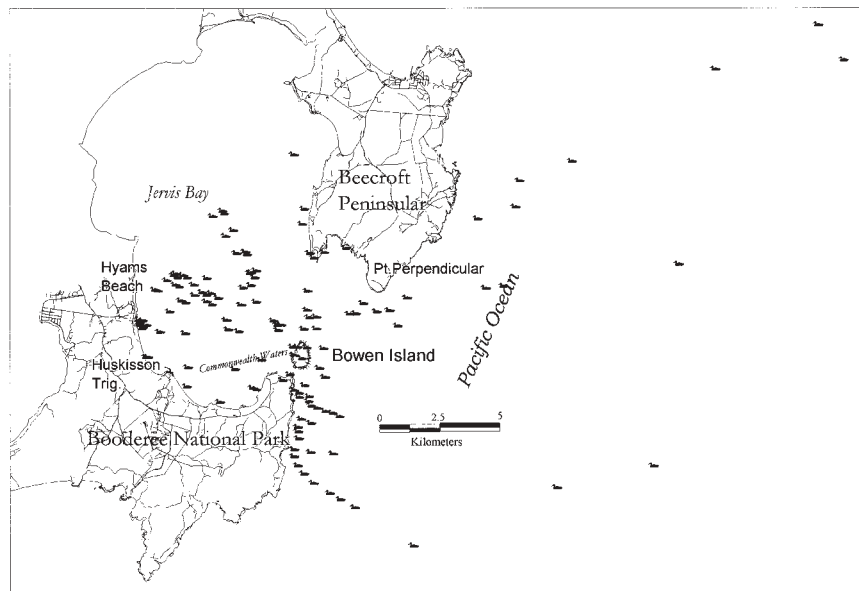 Jervis Bay
Beecroft
Peninsular
Hyams
Beach
Pt. Perpendicular
Pacific Ocean
Commonwealth Waters
Bowen Island
Huskisson
Trig.
0 2.5 5
Kilometers
Booderee National Park